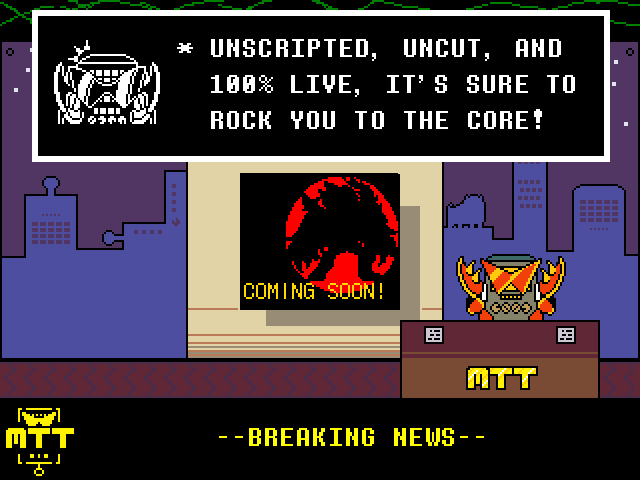 * UNSCRIPTED, UNCUT, AND
100% LIVE, IT'S SURE TO
ROCK YOU TO THE CORE!
COMING SOON!
MTT
MTT
--BREAKING NEWS--